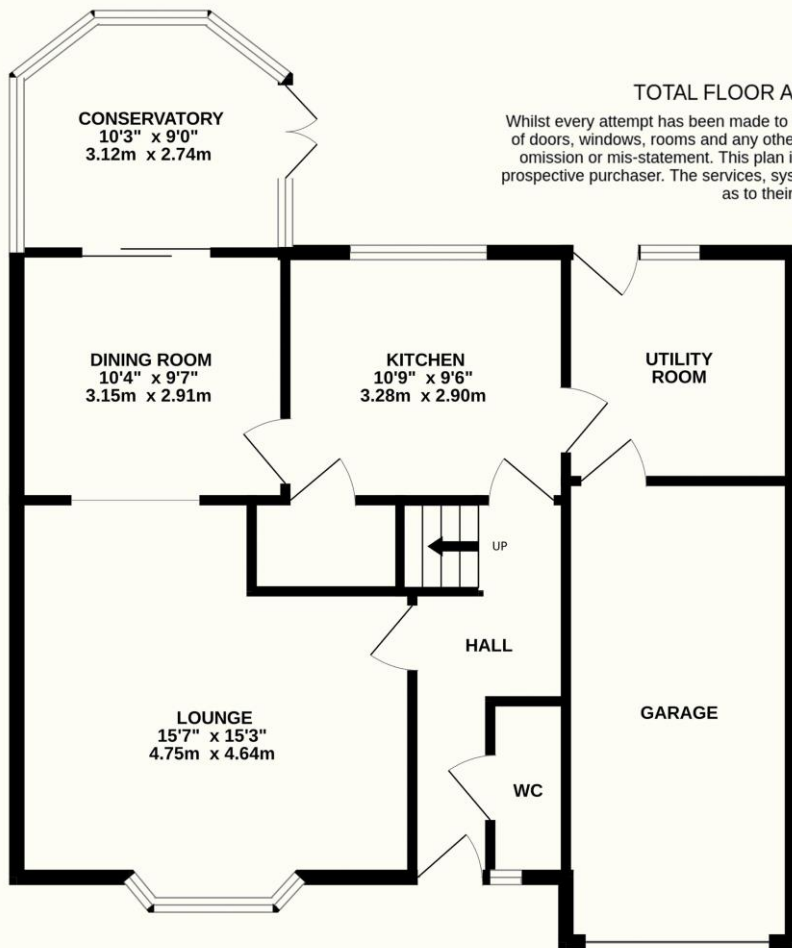 CONSERVATORY
10'3" x 9'0"
3.12m x 2.74m
TOTAL FLOOR A
Whilst every attempt has been made to
of doors, windows, rooms and any othe
omission or mis-statement. This plan i
prospective purchaser. The services, sys
as to their
DINING ROOM
10'4" x 9'7"
3.15m x 2.91m
KITCHEN
10'9" x 9'6"
3.28m x 2.90m
UTILITY
ROOM
UP
HALL
LOUNGE
15'7" x 15'3"
4.75m x 4.64m
WC
GARAGE